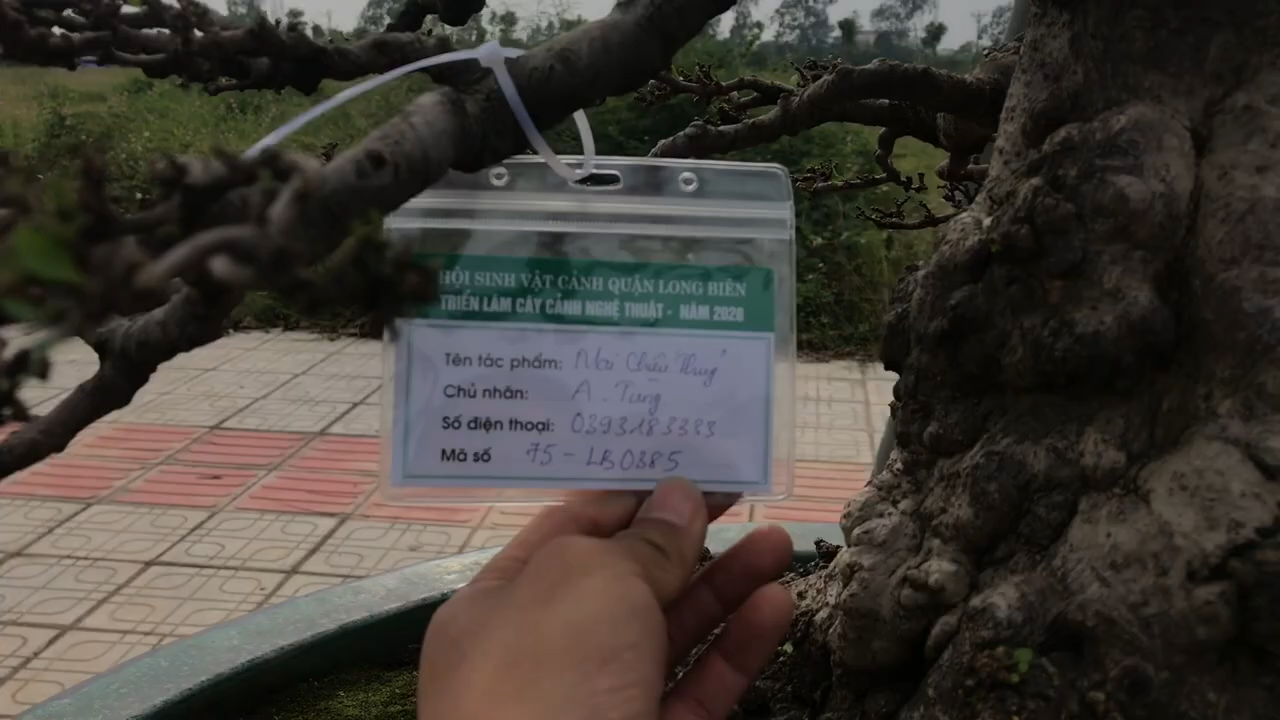 HỘI SINH VẬT CẢNH QUẬN LONG BIÊN
TRIỂN LÃM CÂY CẢNH NGHỆ THUẬT - NĂM 2020
Tên tác phẩm: Mai Chiếu Thuỷ
Chủ nhân: A. Tùng
Số điện thoại: 0393183383
Mã số 75 - LB0385